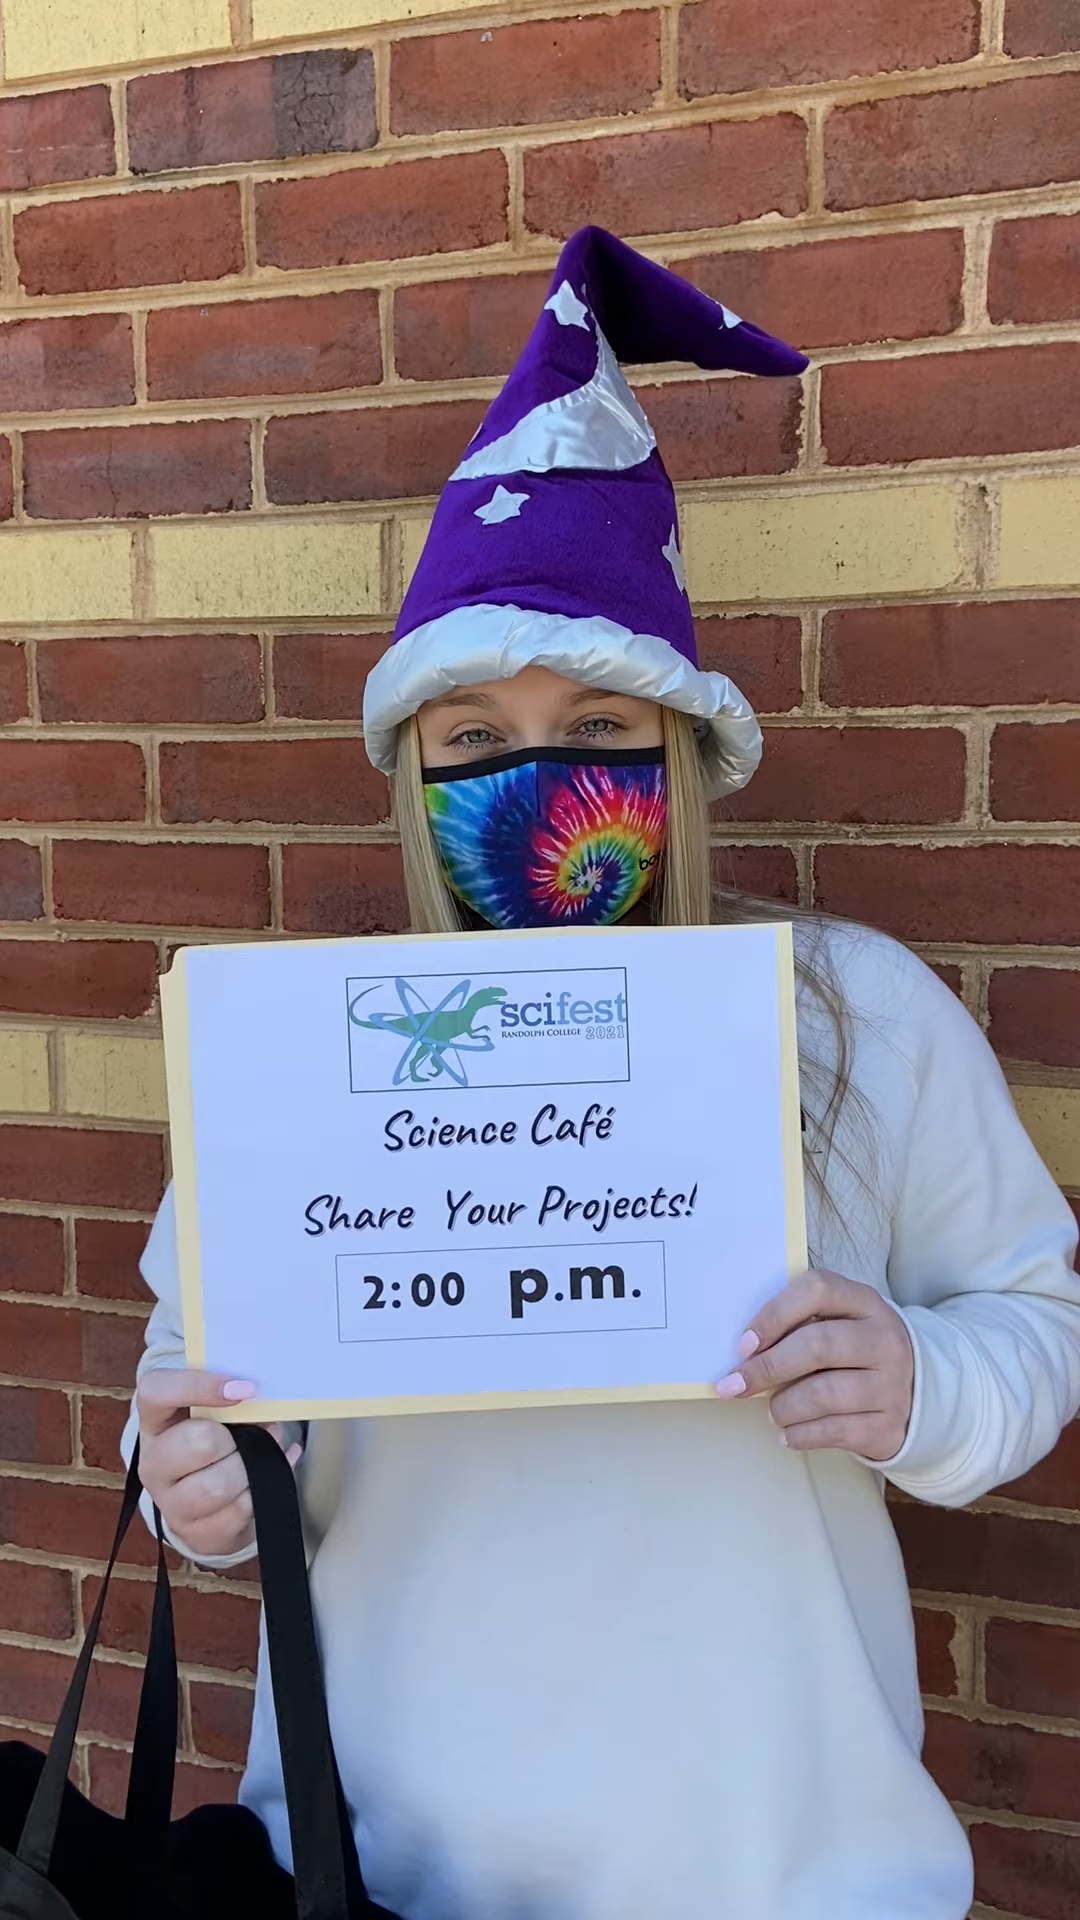 scifest
RANDOLPH COLLEGE 2021
Science Café
Share Your Projects!
2:00 p.m.